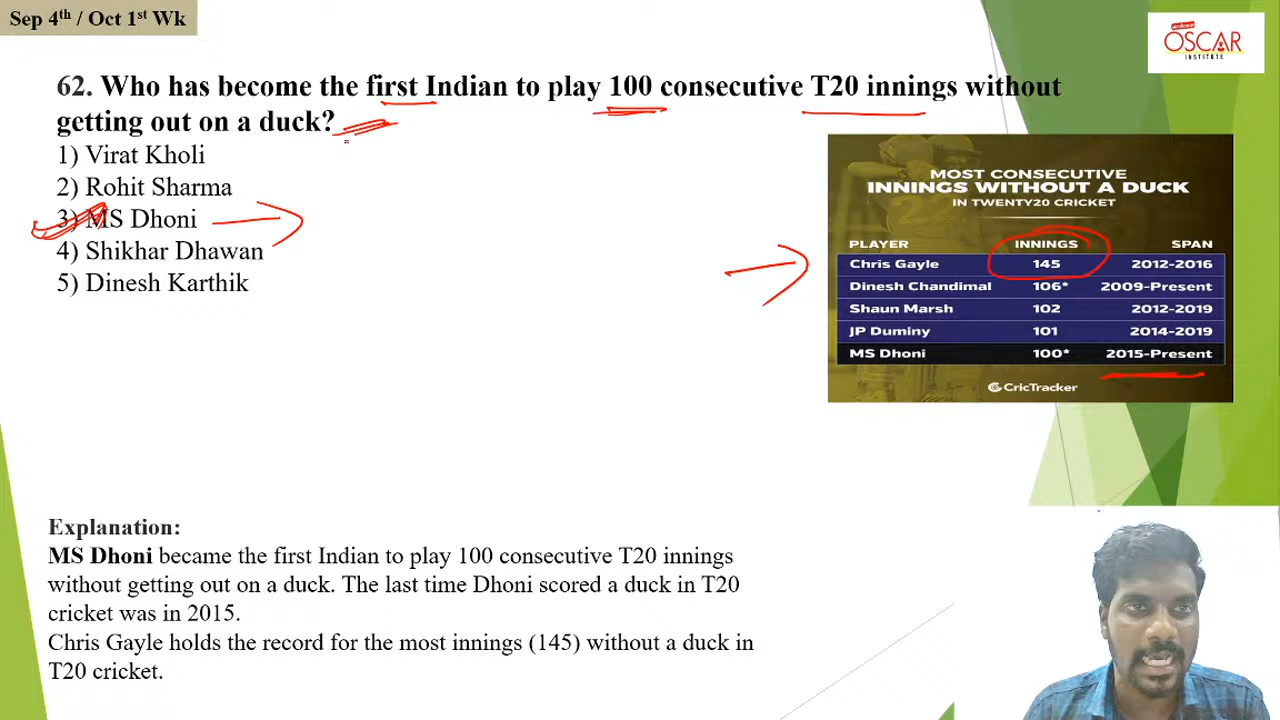 Sep 4th / Oct 1st Wk
OSCAR
INSTITUTE
62. Who has become the first Indian to play 100 consecutive T20 innings without
getting out on a duck?
1) Virat Kholi
2) Rohit Sharma
3) MS Dhoni
4) Shikhar Dhawan
5) Dinesh Karthik
MOST CONSECUTIVE
INNINGS WITHOUT A DUCK
IN TWENTY20 CRICKET
PLAYER INNINGS SPAN
Chris Gayle 145 2012-2016
Dinesh Chandimal 106* 2009-Present
Shaun Marsh 102 2012-2019
JP Duminy 101 2014-2019
MS Dhoni 100* 2015-Present
CricTracker
Explanation:
MS Dhoni became the first Indian to play 100 consecutive T20 innings
without getting out on a duck. The last time Dhoni scored a duck in T20
cricket was in 2015.
Chris Gayle holds the record for the most innings (145) without a duck in
T20 cricket.